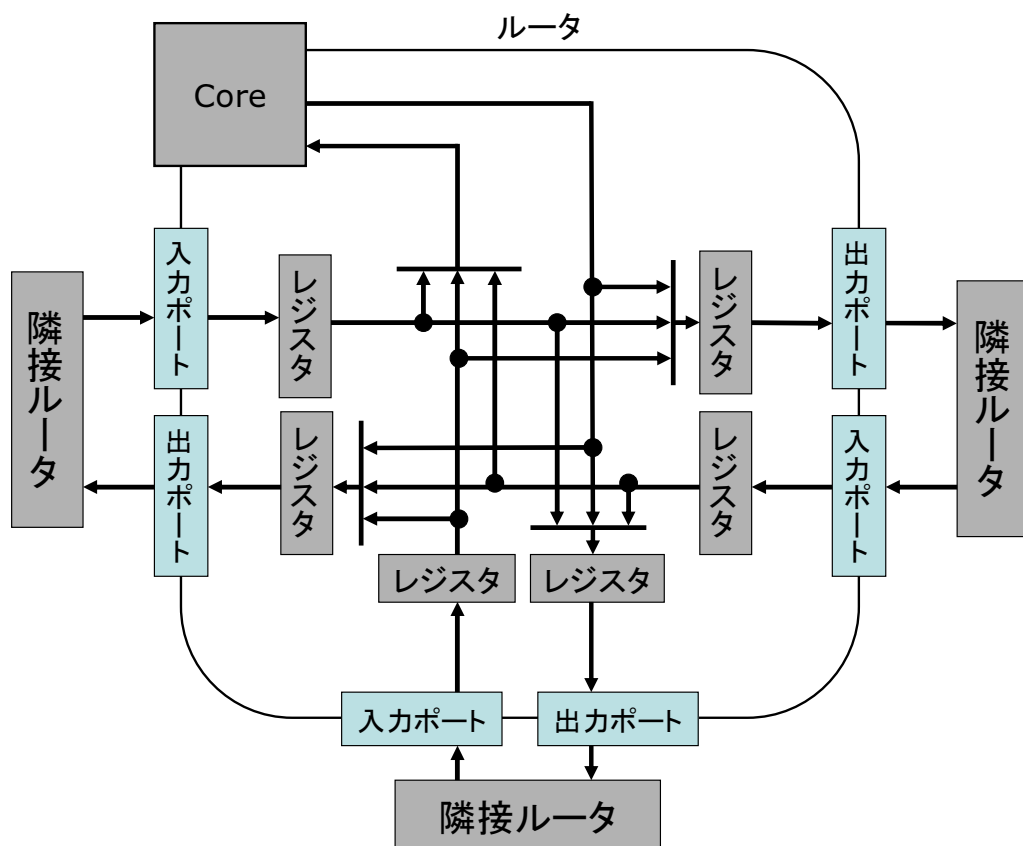 ルータ
Core
入力ポート
レジスタ
レジスタ
出力ポート
隣接ルータ
隣接ルータ
出力ポート
レジスタ
レジスタ
入力ポート
レジスタ
レジスタ
入力ポート
出力ポート
隣接ルータ